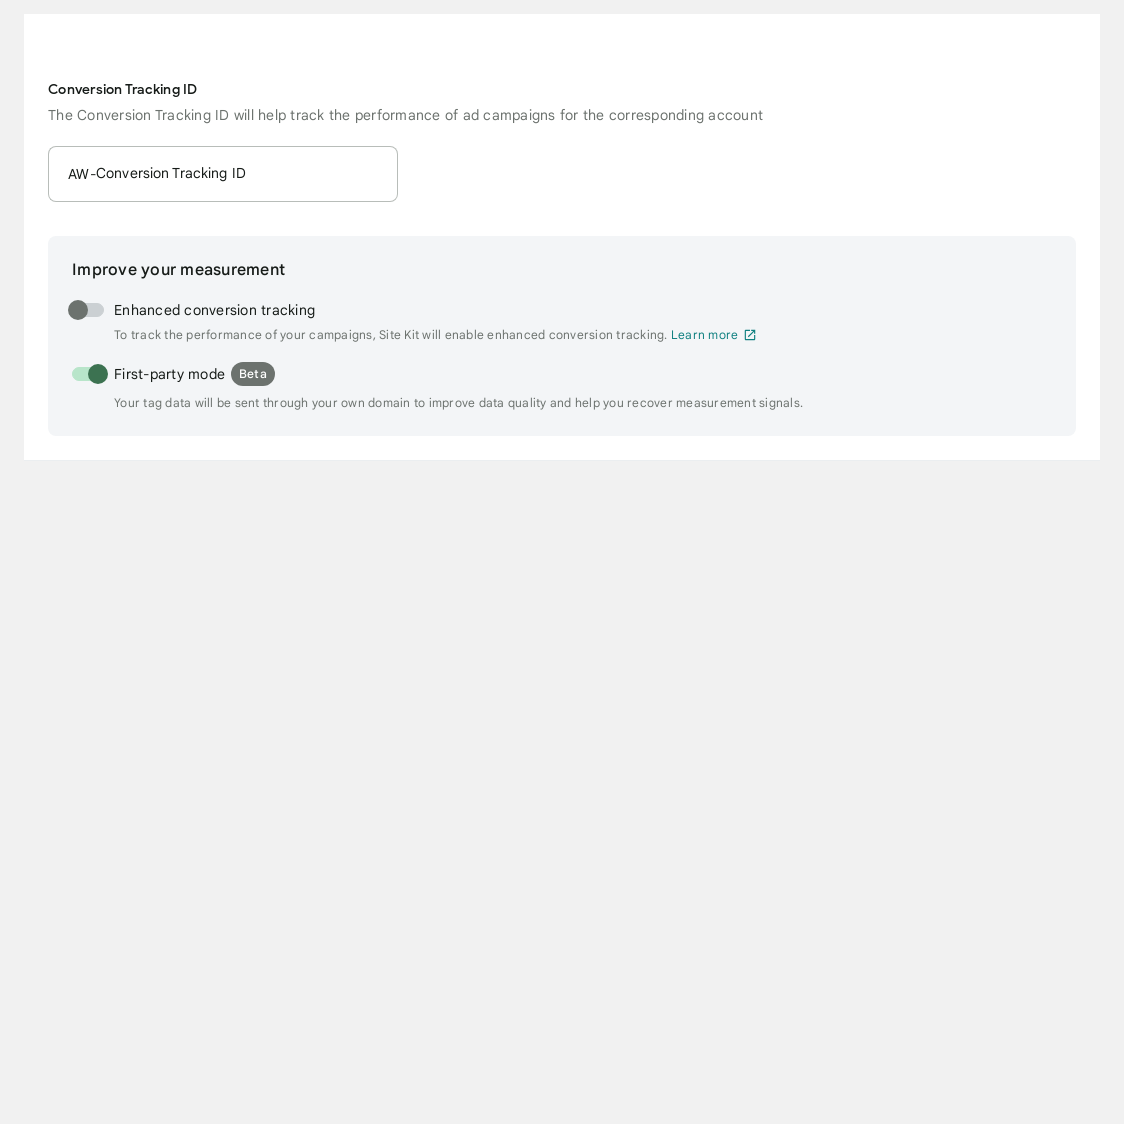 Conversion Tracking ID
The Conversion Tracking ID will help track the performance of ad campaigns for the corresponding account
AW-Conversion Tracking ID
Improve your measurement
Enhanced conversion tracking
To track the performance of your campaigns, Site Kit will enable enhanced conversion tracking. Learn more
First-party mode Beta
Your tag data will be sent through your own domain to improve data quality and help you recover measurement signals.